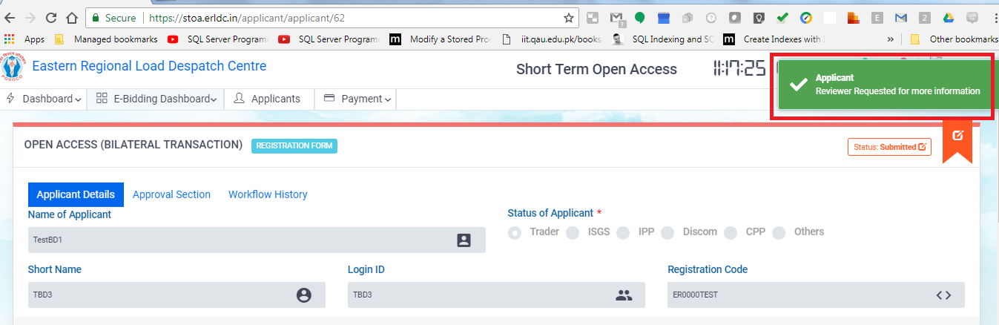 Secure https://stoa.erldc.in/applicant/applicant/62
Apps Managed bookmarks SQL Server Program SQL Server Program Modify a Stored Pro iit.qau.edu.pk/books SQL Indexing and SQ Create Indexes with » Other bookmarks
POSOCO
Eastern Regional Load Despatch Centre
Short Term Open Access
11:17:25
Applicant
Reviewer Requested for more information
Dashboard E-Bidding Dashboard Applicants Payment
OPEN ACCESS (BILATERAL TRANSACTION) REGISTRATION FORM
Status: Submitted
Applicant Details Approval Section Workflow History
Name of Applicant
Status of Applicant *
TestBD1
Trader ISGS IPP Discom CPP Others
Short Name Login ID Registration Code
TBD3 TBD3 ER0000TEST